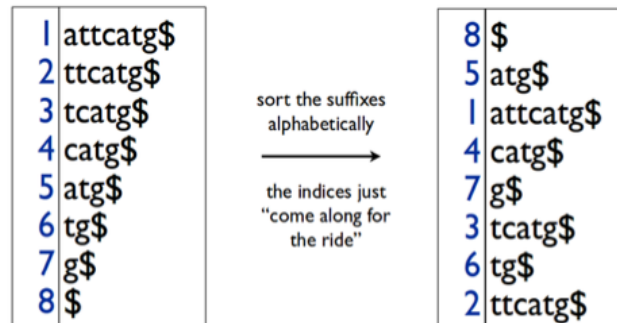 1 attcatg$
2 ttcatg$
3 tcatg$
4 catg$
5 atg$
6 tg$
7 g$
8 $
sort the suffixes
alphabetically
the indices just
“come along for
the ride”
8 $
5 atg$
1 attcatg$
4 catg$
7 g$
3 tcatg$
6 tg$
2 ttcatg$